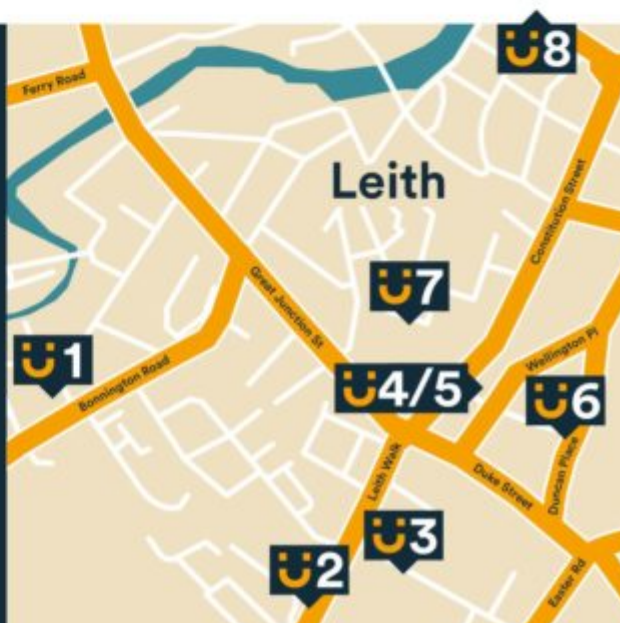 8
Ferry Road
Leith
Constitution Street
7
Great Junction St
Wellington Pl
1
4/5
6
Bonnington Road
Leith Walk
Duke Street
Duncan Place
3
2
Easter Rd